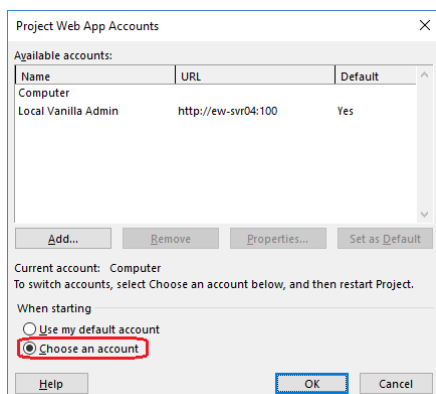 Project Web App Accounts
Available accounts:
Name URL Default
Computer
Local Vanilla Admin http://ew-svr04:100 Yes
Add... Remove Properties... Set as Default
Current account: Computer
To switch accounts, select Choose an account below, and then restart Project.
When starting
Use my default account
Choose an account
Help OK Cancel